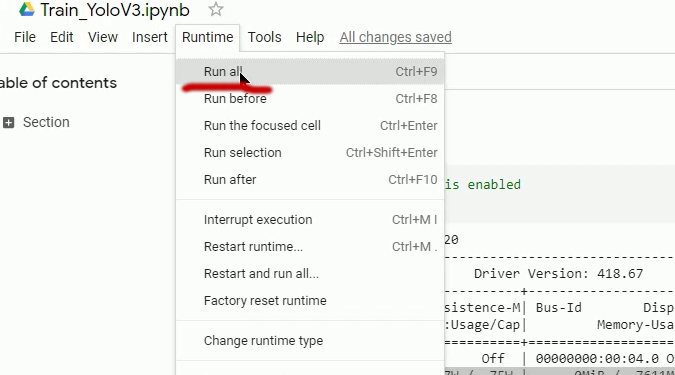 Train_YoloV3.ipynb
File Edit View Insert Runtime Tools Help All changes saved
able of contents
Section
Run all Ctrl+F9
Run before Ctrl+F8
Run the focused cell Ctrl+Enter
Run selection Ctrl+Shift+Enter
Run after Ctrl+F10
Interrupt execution Ctrl+M I
Restart runtime... Ctrl+M .
Restart and run all...
Factory reset runtime
Change runtime type
is enabled
20
Driver Version: 418.67
sistence-M| Bus-Id Disp
:Usage/Cap| Memory-Usa
Off | 00000000:00:04.0 O